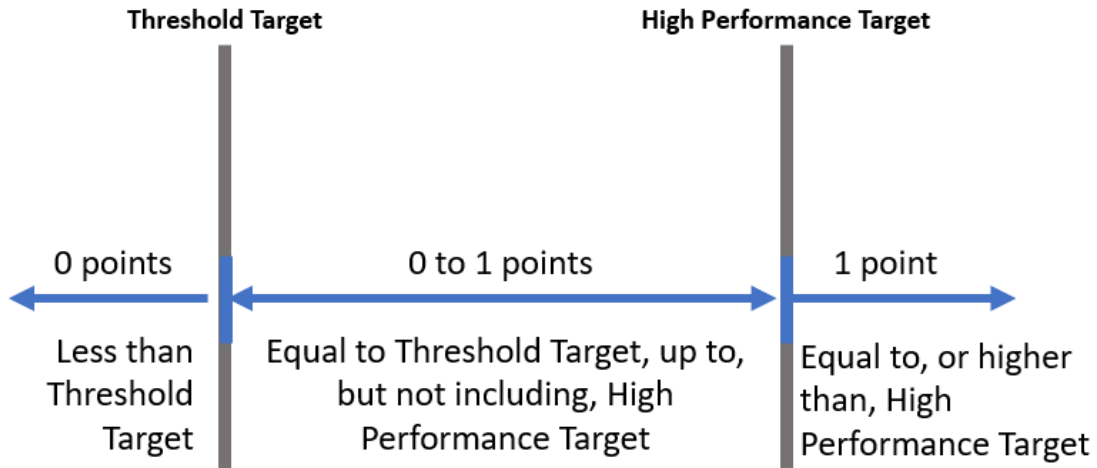 Threshold Target
High Performance Target
0 points
0 to 1 points
1 point
Less than
Threshold
Target
Equal to Threshold Target, up to,
but not including, High
Performance Target
Equal to, or higher
than, High
Performance Target